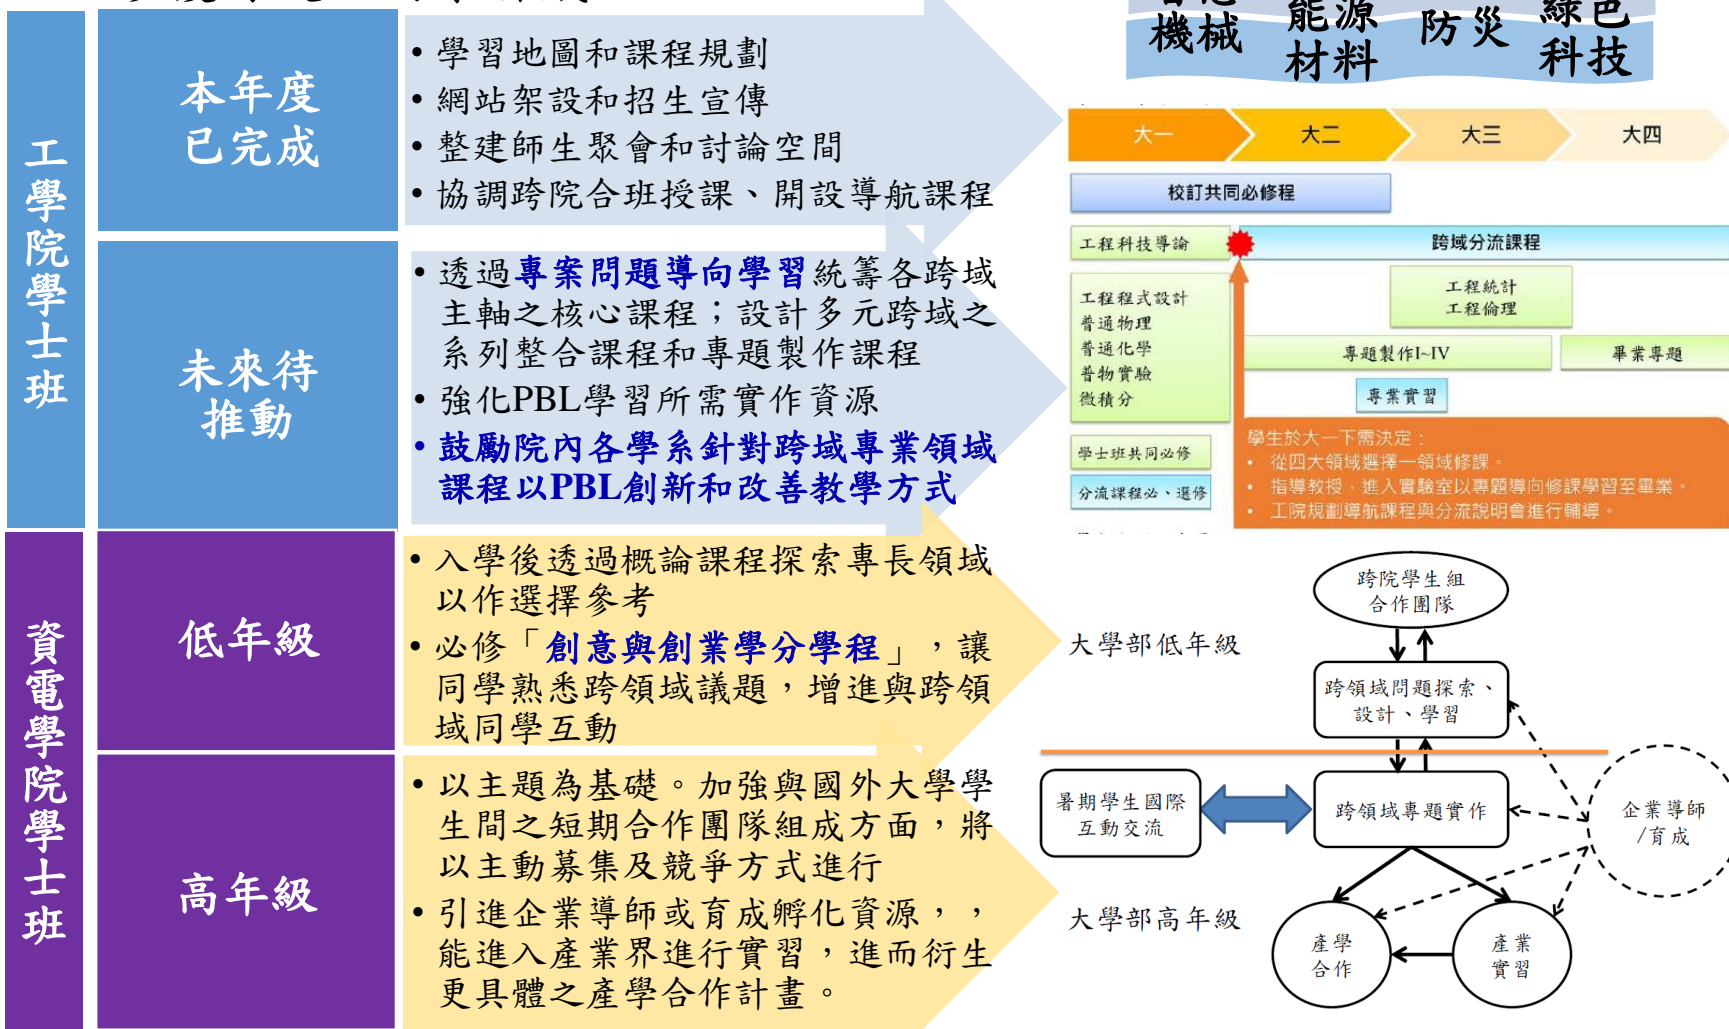 機械
能源
材料
防災
綠色
科技
工學院學士班
本年度
已完成
• 學習地圖和課程規劃
• 網站架設和招生宣傳
• 整建師生聚會和討論空間
• 協調跨院合班授課、開設導航課程
未來待
推動
• 透過專案問題導向學習統籌各跨域
主軸之核心課程；設計多元跨域之
系列整合課程和專題製作課程
• 強化PBL學習所需實作資源
• 鼓勵院內各學系針對跨域專業領域
課程以PBL創新和改善教學方式
大一
大二
大三
大四
校訂共同必修程
工程科技導論
跨域分流課程
工程程式設計
普通物理
普通化學
普物實驗
微積分
工程統計
工程倫理
專題製作I~IV
畢業專題
專業實習
學士班共同必修
分流課程必、選修
學生於大一下需決定：
• 從四大領域選擇一領域修課。
• 指導教授，進入實驗室以專題導向修課學習至畢業。
• 工院規劃導航課程與分流說明會進行輔導。
資電學院學士班
低年級
• 入學後透過概論課程探索專長領域
以作選擇參考
• 必修「創意與創業學分學程」，讓
同學熟悉跨領域議題，增進與跨領
域同學互動
高年級
• 以主題為基礎。加強與國外大學學
生間之短期合作團隊組成方面，將
以主動募集及競爭方式進行
• 引進企業導師或育成孵化資源，，
能進入產業界進行實習，進而衍生
更具體之產學合作計畫。
跨院學生組
合作團隊
大學部低年級
跨領域問題探索、
設計、學習
暑期學生國際
互動交流
跨領域專題實作
企業導師
/育成
大學部高年級
產學
合作
產業
實習